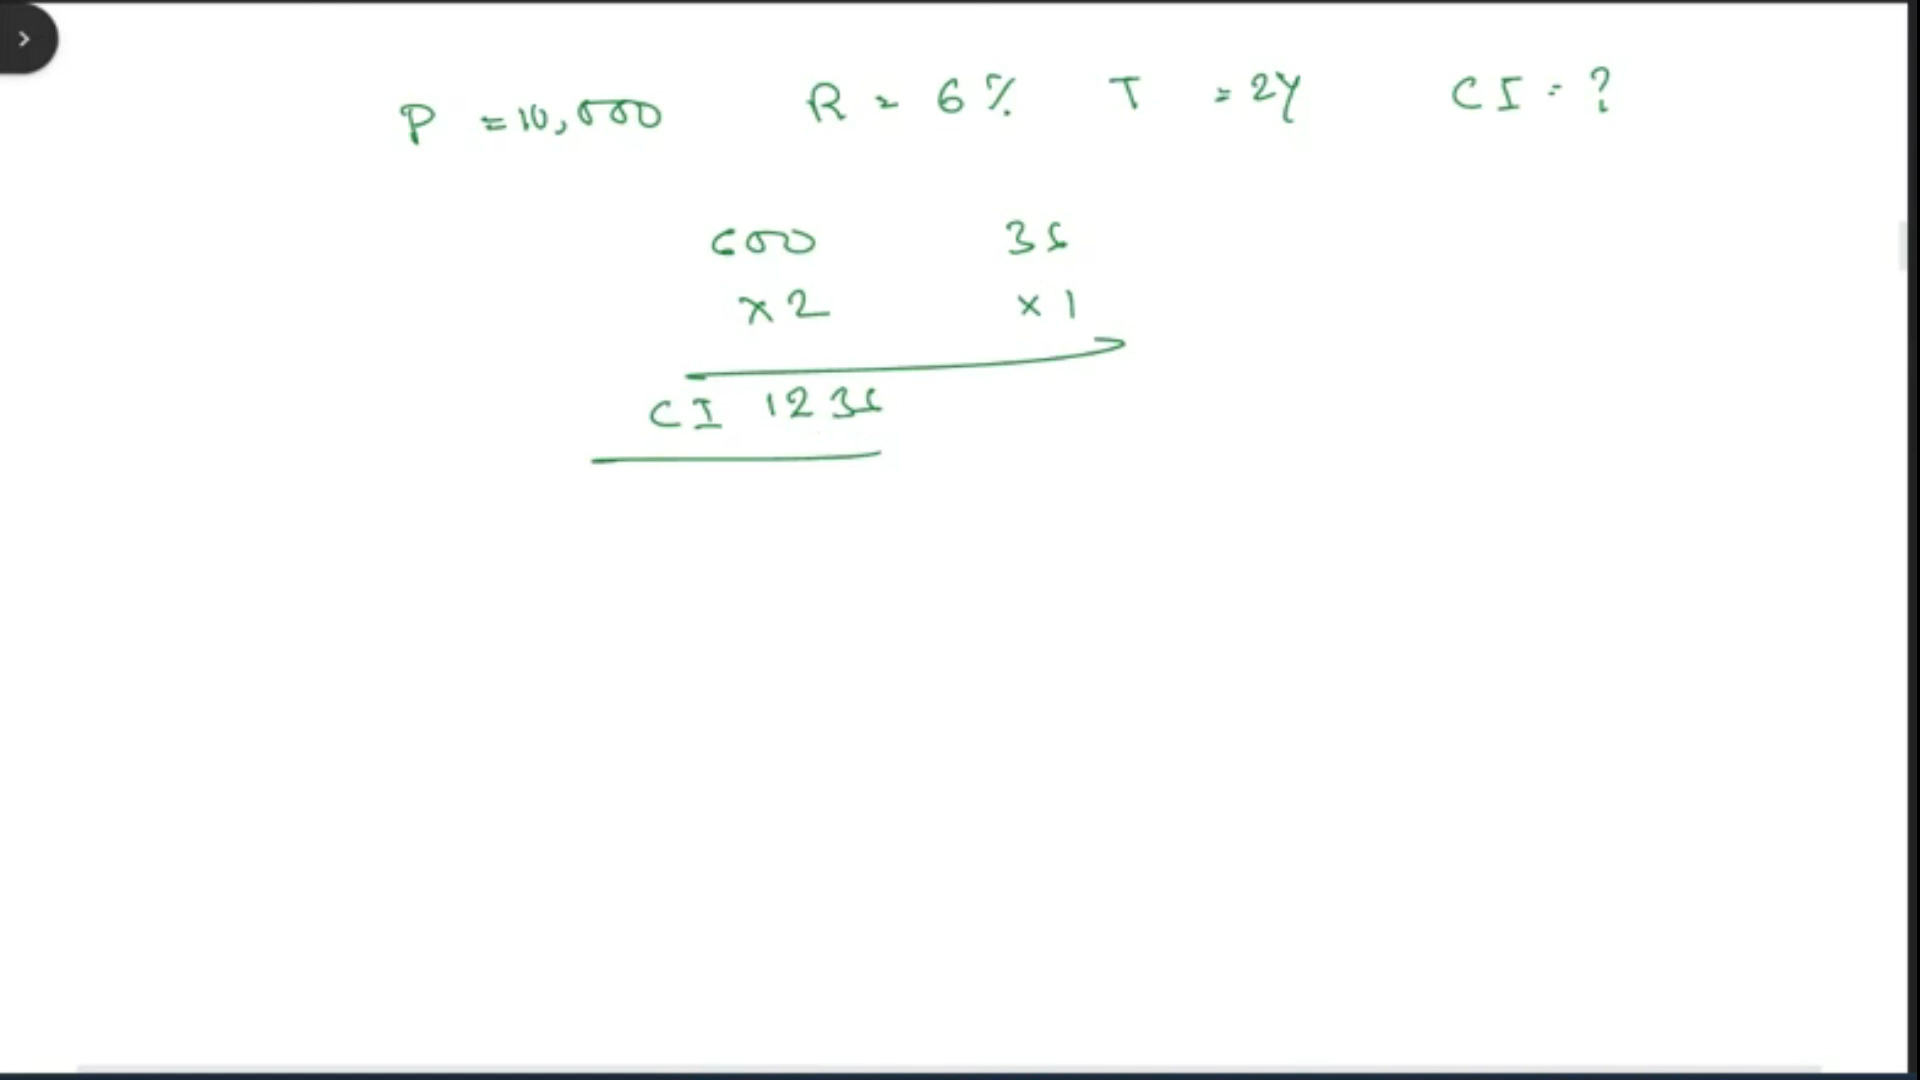 P = 10,000 R = 6% T = 2Y CI = ?
600 36
×2 ×1
CI 1236